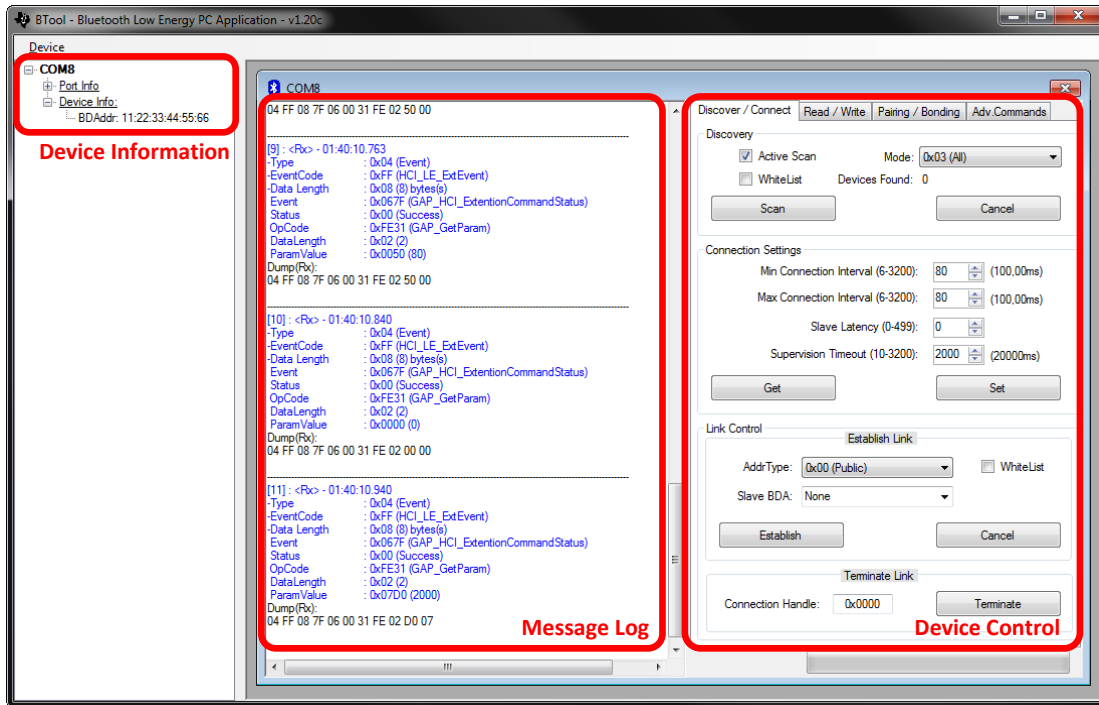 BTool - Bluetooth Low Energy PC Application - v1.20c
Device
COM8
Port Info
Device Info:
BDAddr: 11:22:33:44:55:66
Device Information
COM8
04 FF 08 7F 06 00 31 FE 02 50 00
[9] : <Rx> - 01:40:10.763
-Type : 0x04 (Event)
-EventCode : 0xFF (HCI_LE_ExtEvent)
-Data Length : 0x08 (8) bytes(s)
Event : 0x067F (GAP_HCI_ExtentionCommandStatus)
Status : 0x00 (Success)
OpCode : 0xFE31 (GAP_GetParam)
DataLength : 0x02 (2)
ParamValue : 0x0050 (80)
Dump(Rx):
04 FF 08 7F 06 00 31 FE 02 50 00
[10] : <Rx> - 01:40:10.840
-Type : 0x04 (Event)
-EventCode : 0xFF (HCI_LE_ExtEvent)
-Data Length : 0x08 (8) bytes(s)
Event : 0x067F (GAP_HCI_ExtentionCommandStatus)
Status : 0x00 (Success)
OpCode : 0xFE31 (GAP_GetParam)
DataLength : 0x02 (2)
ParamValue : 0x0000 (0)
Dump(Rx):
04 FF 08 7F 06 00 31 FE 02 00 00
[11] : <Rx> - 01:40:10.940
-Type : 0x04 (Event)
-EventCode : 0xFF (HCI_LE_ExtEvent)
-Data Length : 0x08 (8) bytes(s)
Event : 0x067F (GAP_HCI_ExtentionCommandStatus)
Status : 0x00 (Success)
OpCode : 0xFE31 (GAP_GetParam)
DataLength : 0x02 (2)
ParamValue : 0x07D0 (2000)
Dump(Rx):
04 FF 08 7F 06 00 31 FE 02 D0 07
Message Log
Discover / Connect Read / Write Pairing / Bonding Adv.Commands
Discovery
Active Scan Mode: 0x03 (All)
WhiteList Devices Found: 0
Scan Cancel
Connection Settings
Min Connection Interval (6-3200): 80 (100,00ms)
Max Connection Interval (6-3200): 80 (100,00ms)
Slave Latency (0-499): 0
Supervision Timeout (10-3200): 2000 (20000ms)
Get Set
Link Control
Establish Link
AddrType: 0x00 (Public) WhiteList
Slave BDA: None
Establish Cancel
Terminate Link
Connection Handle: 0x0000 Terminate
Device Control